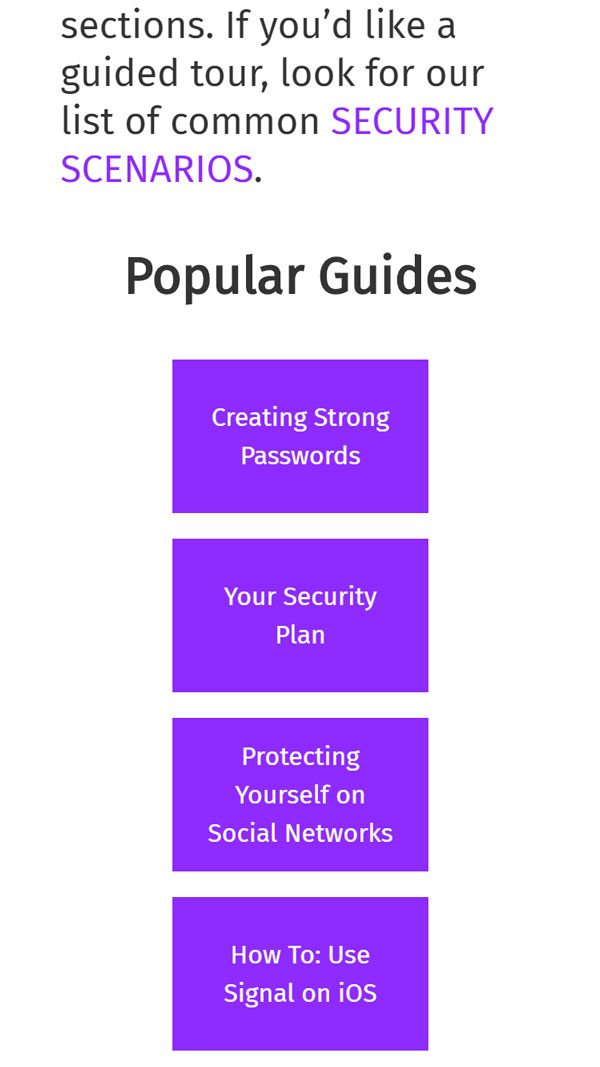 sections. If you’d like a
guided tour, look for our
list of common SECURITY
SCENARIOS.
Popular Guides
Creating Strong
Passwords
Your Security
Plan
Protecting
Yourself on
Social Networks
How To: Use
Signal on iOS